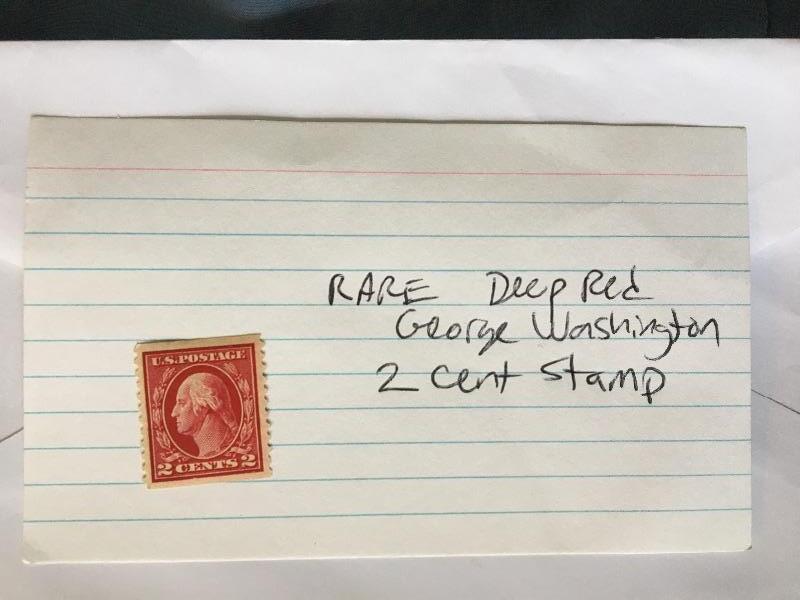 RARE Deep Red
George Washington
2 cent Stamp
U.S. POSTAGE
2 CENTS 2